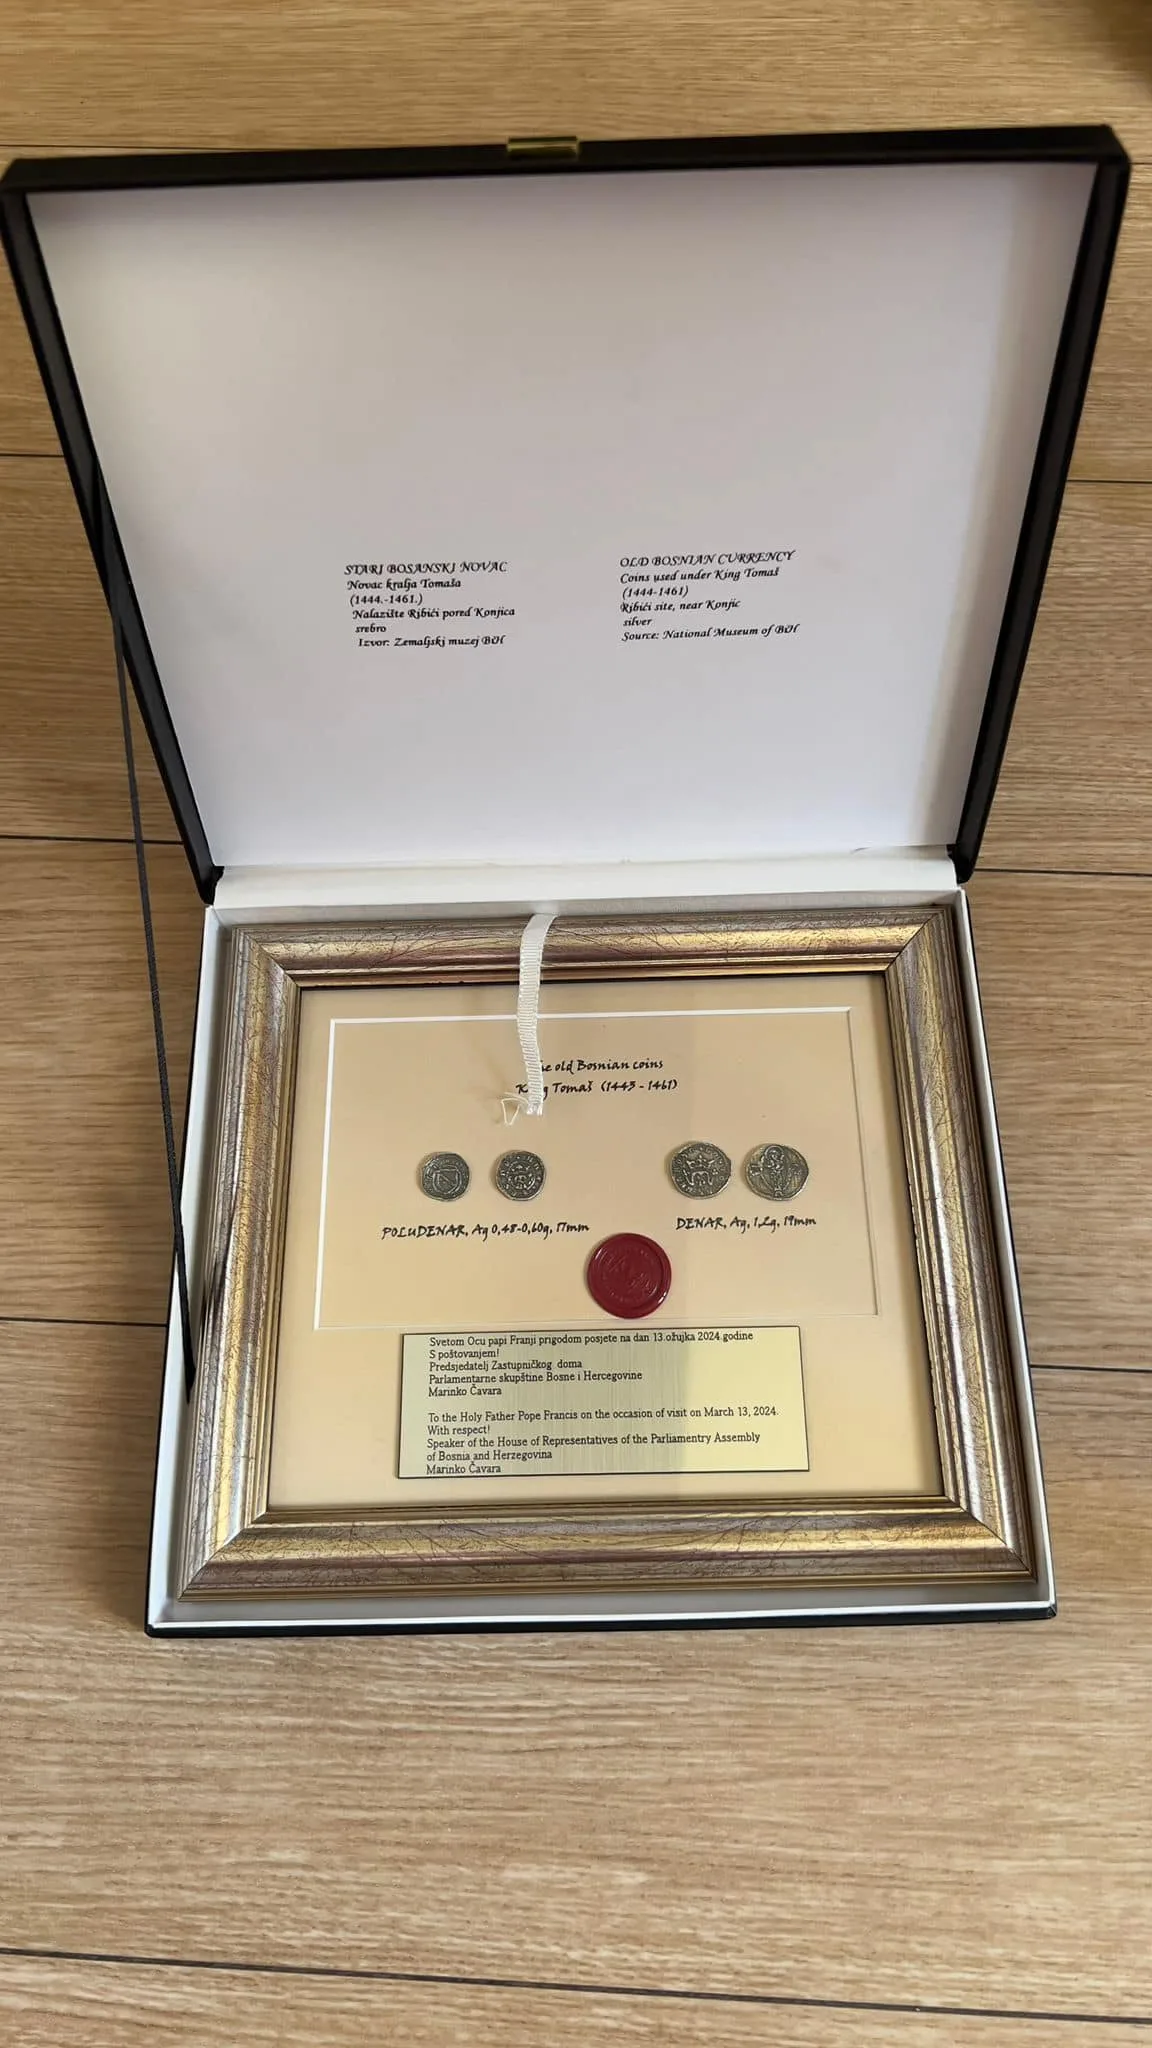 STARI BOSANSKI NOVAC
Novac kralja Tomaša
(1444.-1461.)
Nalazište Ribići pored Konjica
srebro
Izvor: Zemaljski muzej BiH
OLD BOSNIAN CURRENCY
Coins used under King Tomaš
(1444-1461)
Ribići site, near Konjic
silver
Source: National Museum of BiH
old Bosnian coins
Tomaš (1443 - 1461)
POLUDENAR, Ag 0,48-0,60g, 17mm
DENAR, Ag, 1,2g, 19mm
Svetom Ocu papi Franji prigodom posjete na dan 13.ožujka 2024.godine
S poštovanjem!
Predsjedatelj Zastupničkog doma
Parlamentarne skupštine Bosne i Hercegovine
Marinko Čavara
To the Holy Father Pope Francis on the occasion of visit on March 13, 2024.
With respect!
Speaker of the House of Representatives of the Parliamentry Assembly
of Bosnia and Herzegovina
Marinko Čavara